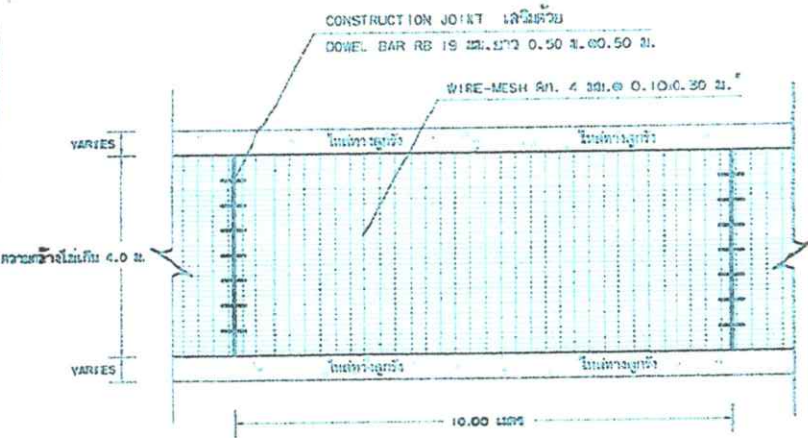 CONSTRUCTION JOINT เสริมด้วย
DOWEL BAR RB 19 มม.ยาว 0.50 ม.@0.50 ม.
WIRE-MESH ศก. 4 มม.@ 0.10x0.30 ม.
VARIES
ไหล่ทางลูกรัง ไหล่ทางลูกรัง
ความกว้างไม่เกิน 4.0 ม.
VARIES
ไหล่ทางลูกรัง ไหล่ทางลูกรัง
10.00 เมตร